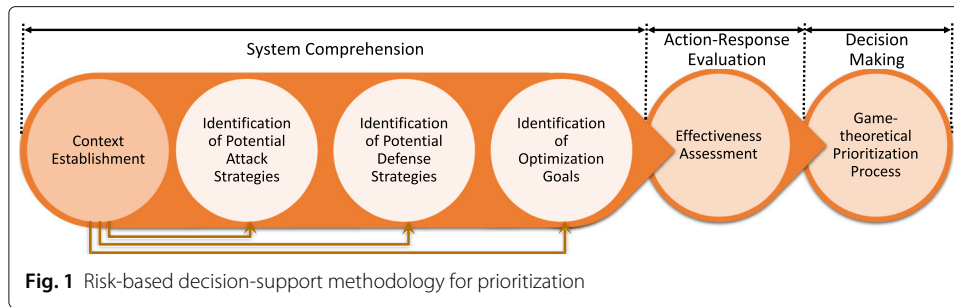 System Comprehension
Action-Response
Evaluation
Decision
Making
Context
Establishment
Identification
of Potential
Attack
Strategies
Identification
of Potential
Defense
Strategies
Identification
of
Optimization
Goals
Effectiveness
Assessment
Game-
theoretical
Prioritization
Process
Fig. 1 Risk-based decision-support methodology for prioritization